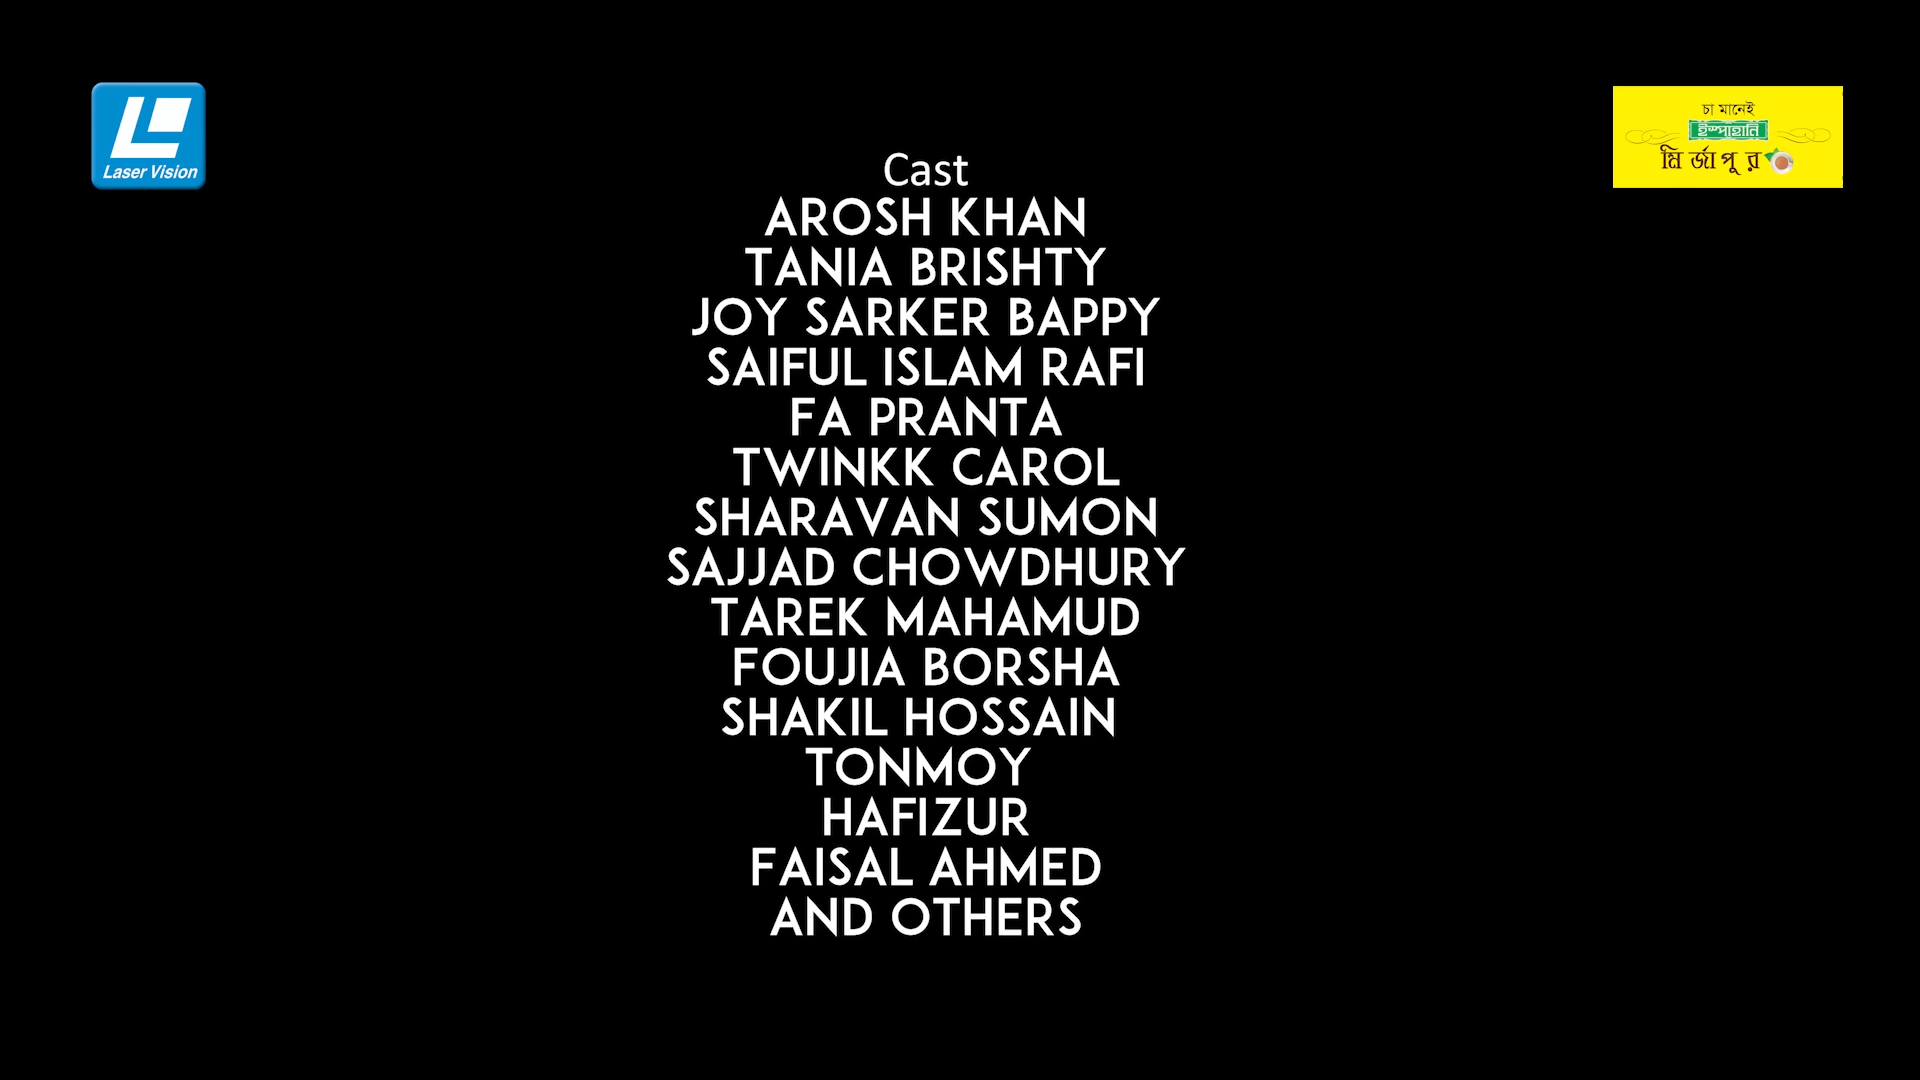 Laser Vision
চা মানেই
ইস্পাহানি
মির্জাপুর
Cast
AROSH KHAN
TANIA BRISHTY
JOY SARKER BAPPY
SAIFUL ISLAM RAFI
FA PRANTA
TWINKK CAROL
SHARAVAN SUMON
SAJJAD CHOWDHURY
TAREK MAHAMUD
FOUJIA BORSHA
SHAKIL HOSSAIN
TONMOY
HAFIZUR
FAISAL AHMED
AND OTHERS